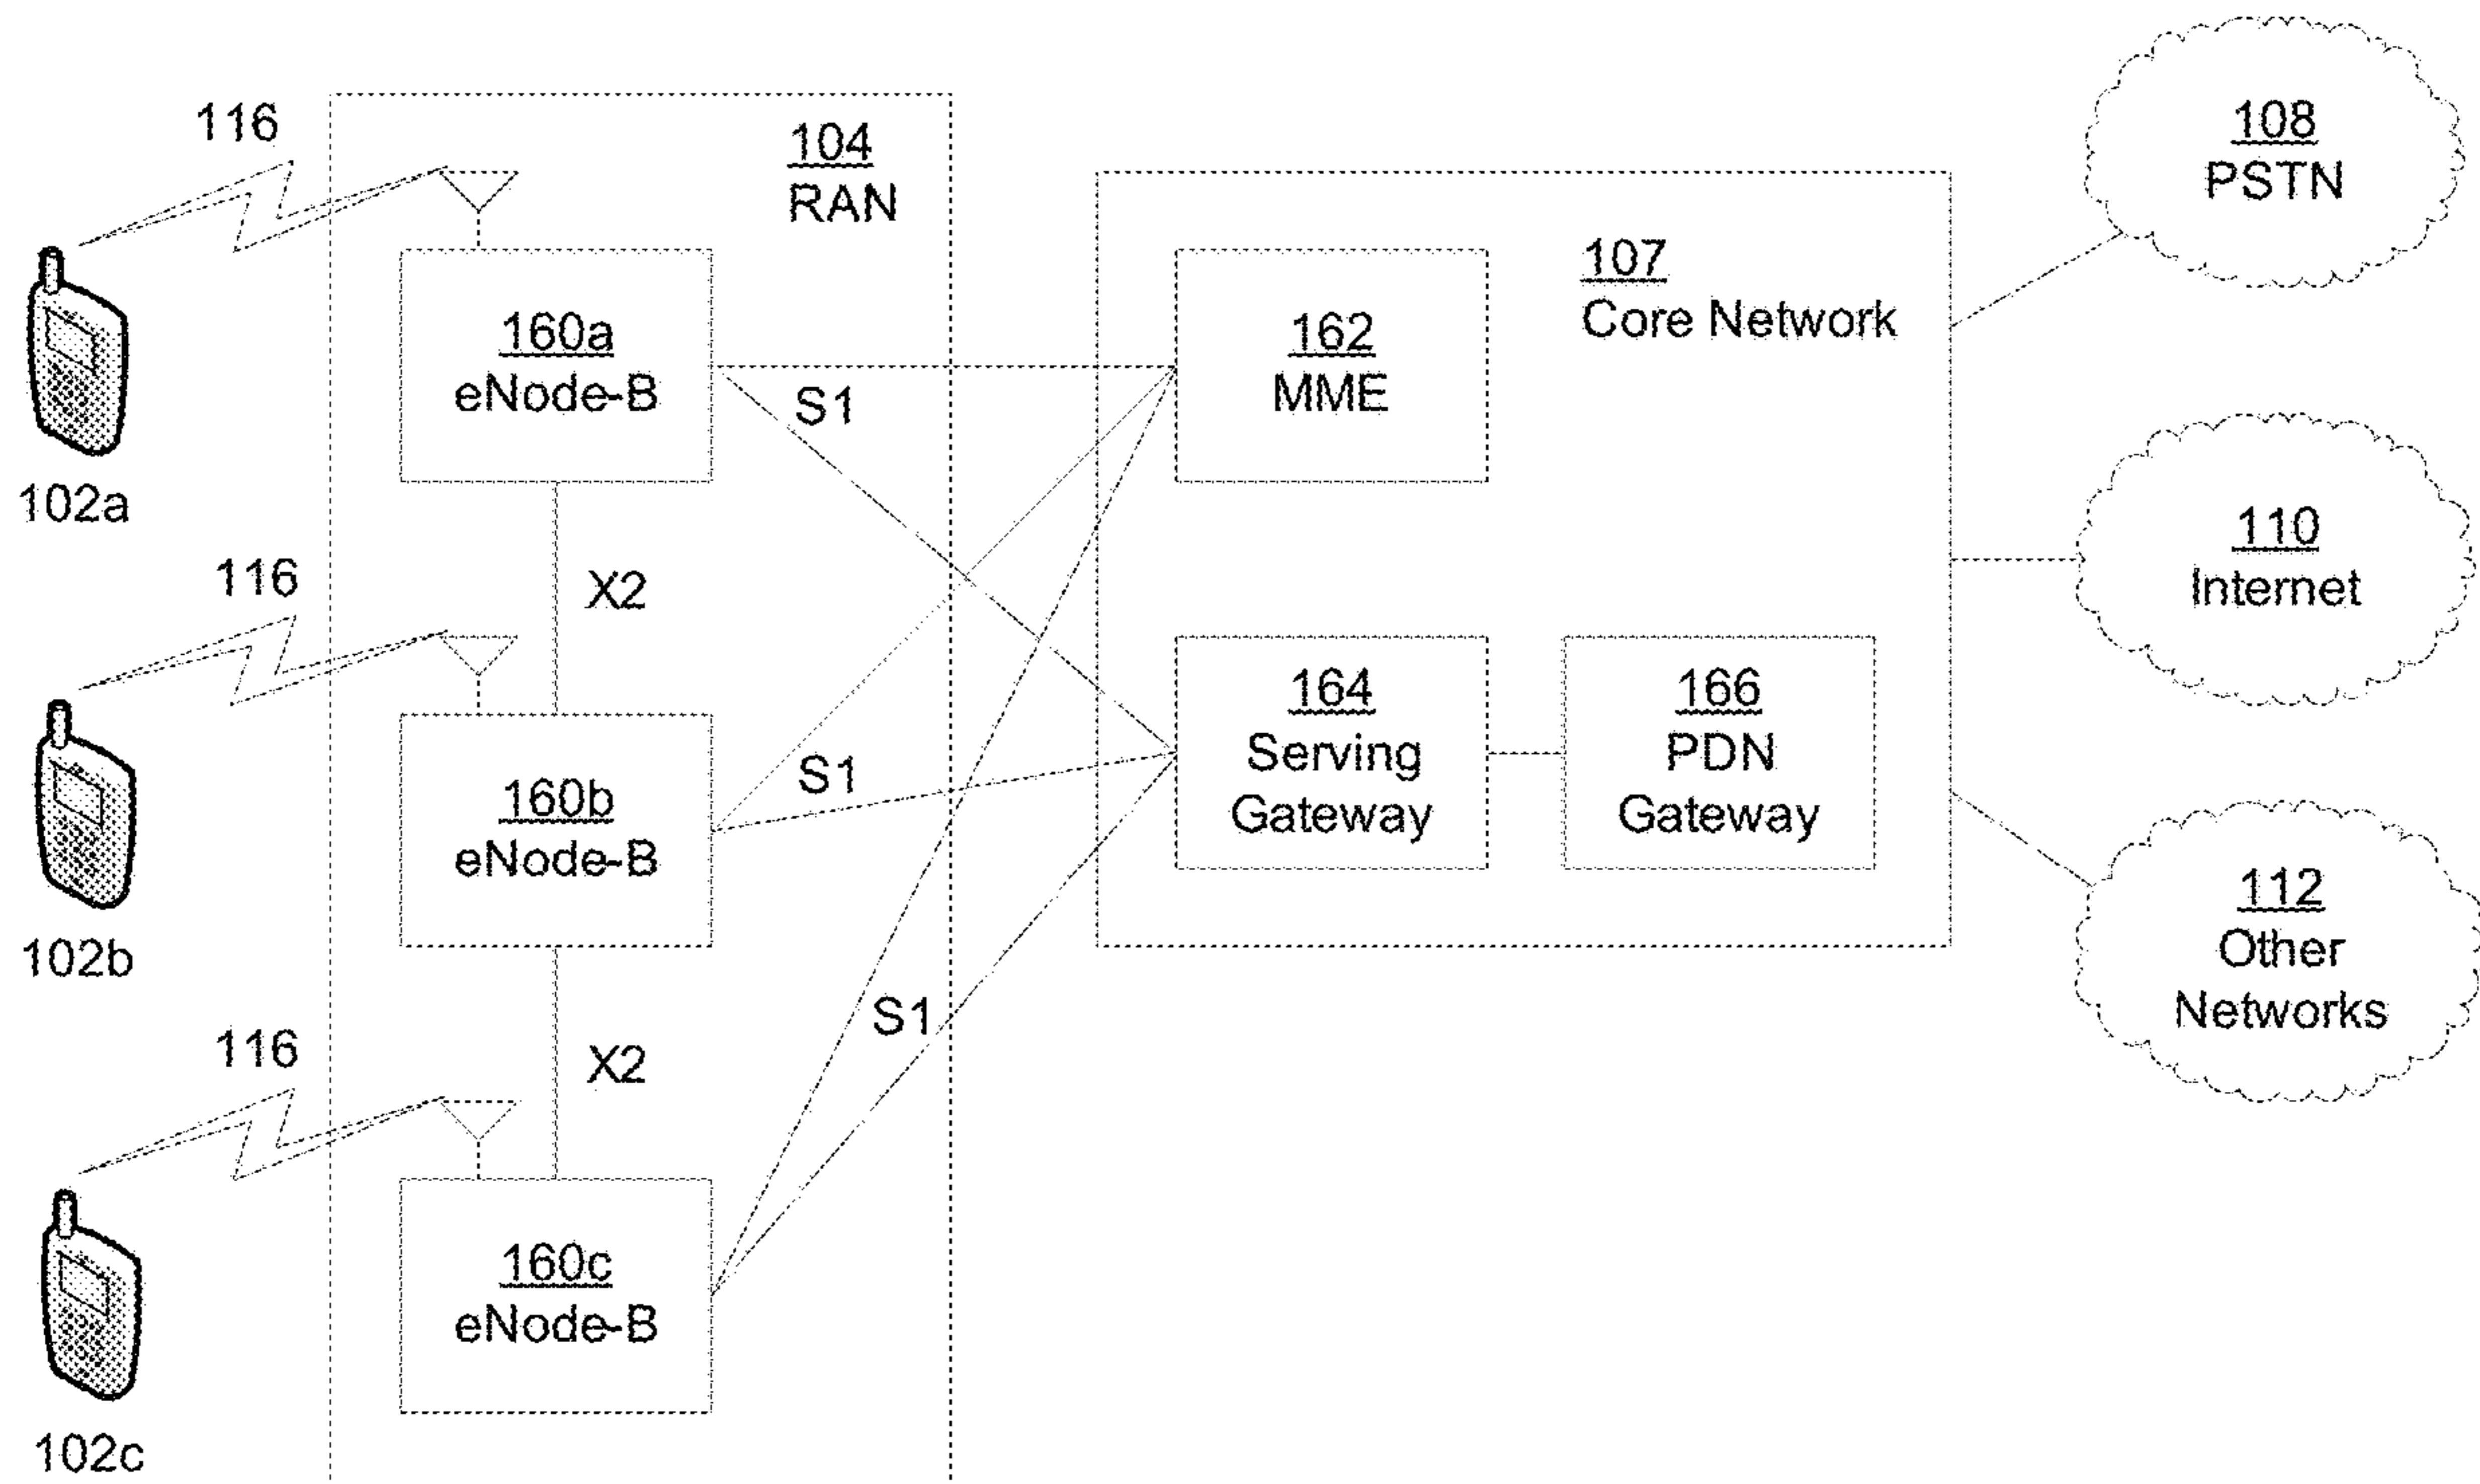 116
104
RAN
160a
eNode-B
102a
S1
162
MME
107
Core Network
108
PSTN
116
X2
110
Internet
160b
eNode-B
102b
S1
164
Serving
Gateway
166
PDN
Gateway
112
Other
Networks
116
X2
S1
160c
eNode-B
102c